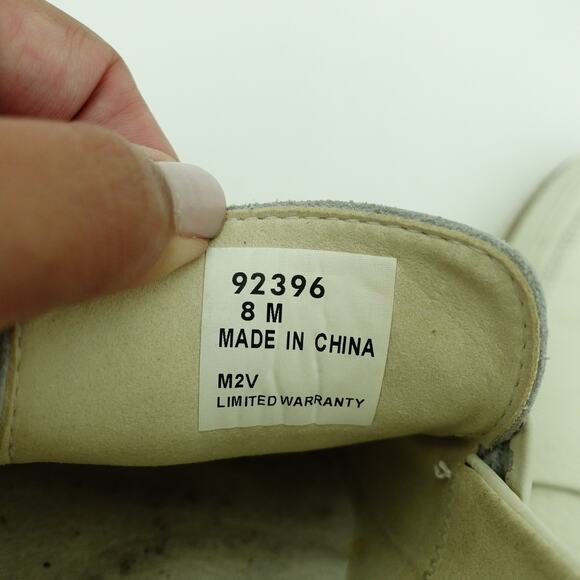 92396
8 M
MADE IN CHINA
M2V
LIMITED WARRANTY